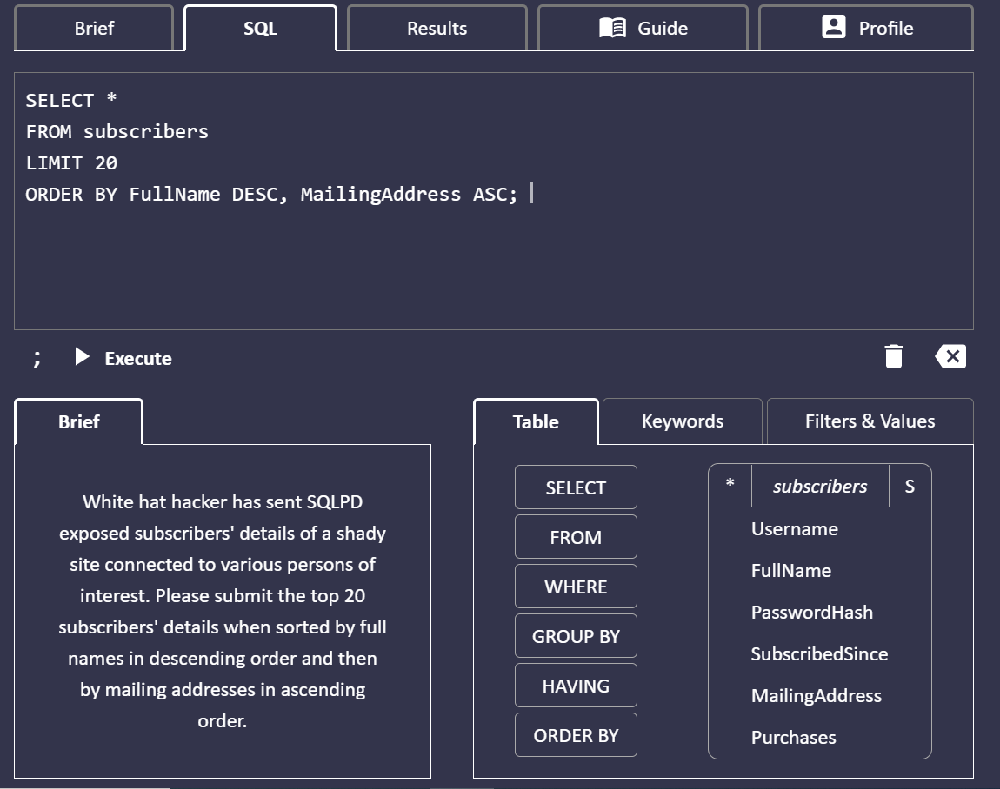 Brief SQL Results Guide Profile
SELECT *
FROM subscribers
LIMIT 20
ORDER BY FullName DESC, MailingAddress ASC;
; Execute
Brief
White hat hacker has sent SQLPD
exposed subscribers' details of a shady
site connected to various persons of
interest. Please submit the top 20
subscribers' details when sorted by full
names in descending order and then
by mailing addresses in ascending
order.
Table Keywords Filters & Values
SELECT
FROM
WHERE
GROUP BY
HAVING
ORDER BY
* subscribers S
Username
FullName
PasswordHash
SubscribedSince
MailingAddress
Purchases